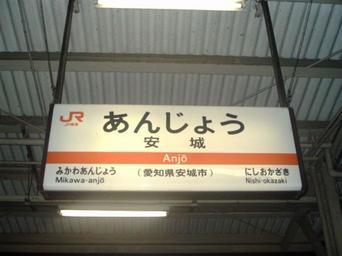 JR
あんじょう
安城
Anjō
みかわあんじょう
Mikawa-anjō
(愛知県安城市)
にしおかざき
Nishi-okazaki